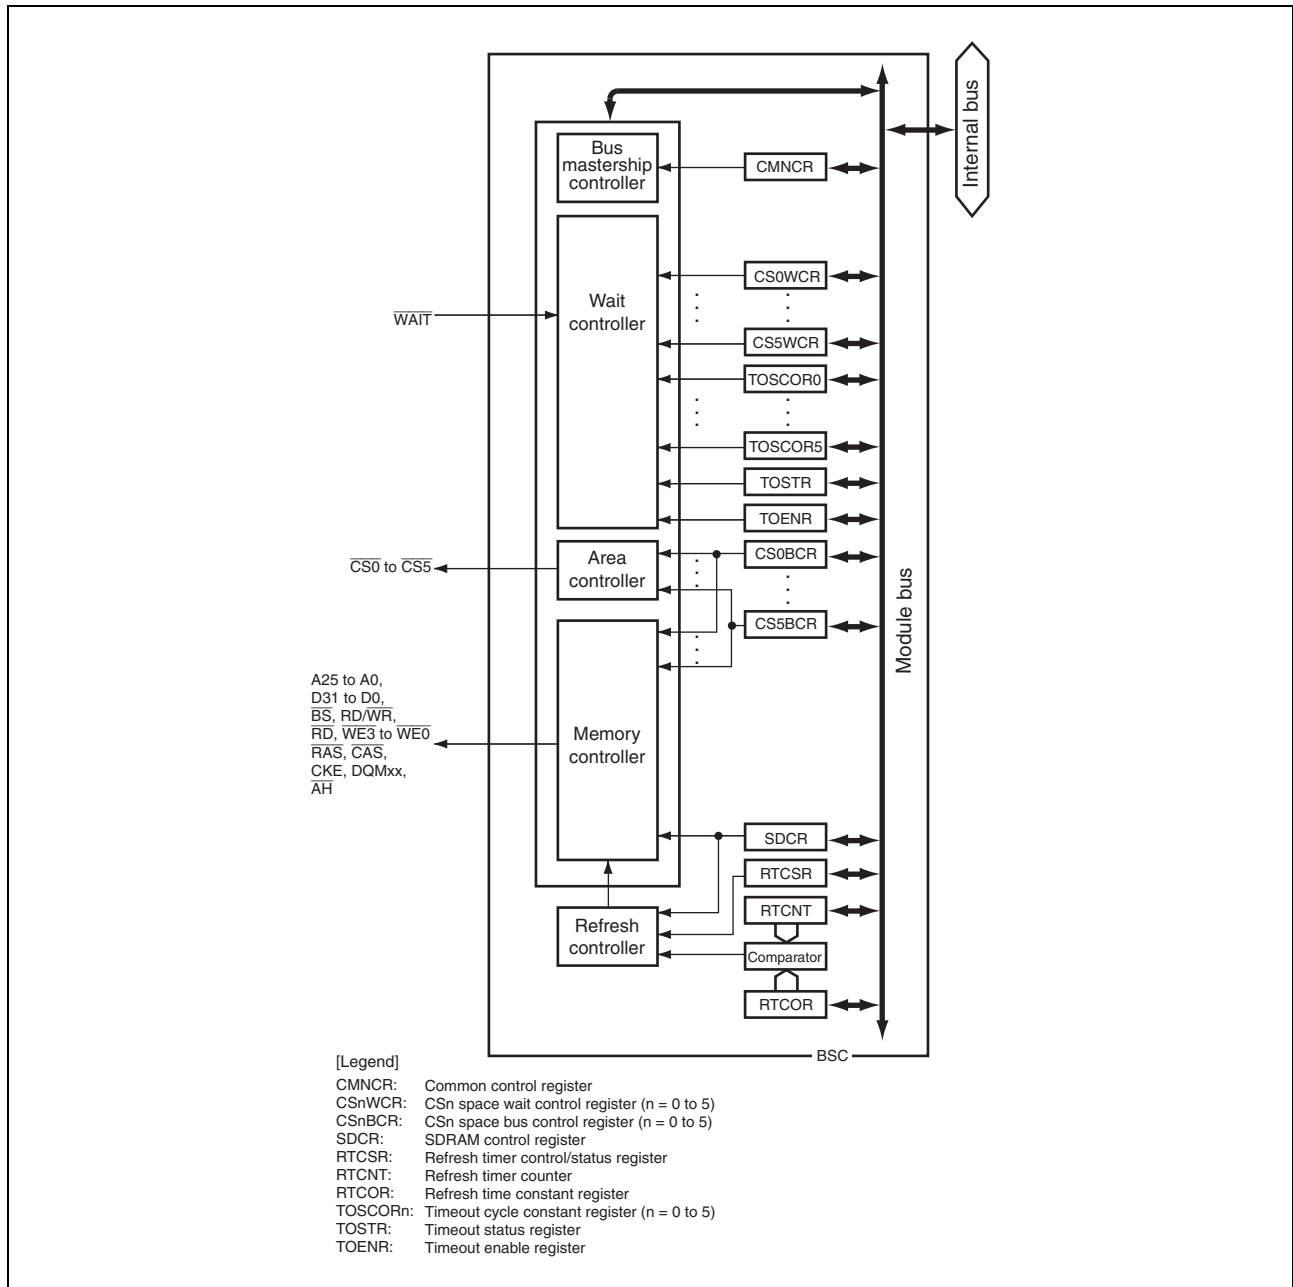 Internal bus
Bus
mastership
controller
CMNCR
CS0WCR
Wait
controller
WAIT
CS5WCR
TOSCOR0
TOSCOR5
TOSTR
TOENR
CS0BCR
Area
controller
CS0 to CS5
CS5BCR
Module bus
A25 to A0,
D31 to D0,
BS, RD/WR,
RD, WE3 to WE0
RAS, CAS,
CKE, DQMxx,
AH
Memory
controller
SDCR
RTCSR
RTCNT
Refresh
controller
Comparator
RTCOR
BSC
[Legend]
CMNCR: Common control register
CSnWCR: CSn space wait control register (n = 0 to 5)
CSnBCR: CSn space bus control register (n = 0 to 5)
SDCR: SDRAM control register
RTCSR: Refresh timer control/status register
RTCNT: Refresh timer counter
RTCOR: Refresh time constant register
TOSCORn: Timeout cycle constant register (n = 0 to 5)
TOSTR: Timeout status register
TOENR: Timeout enable register